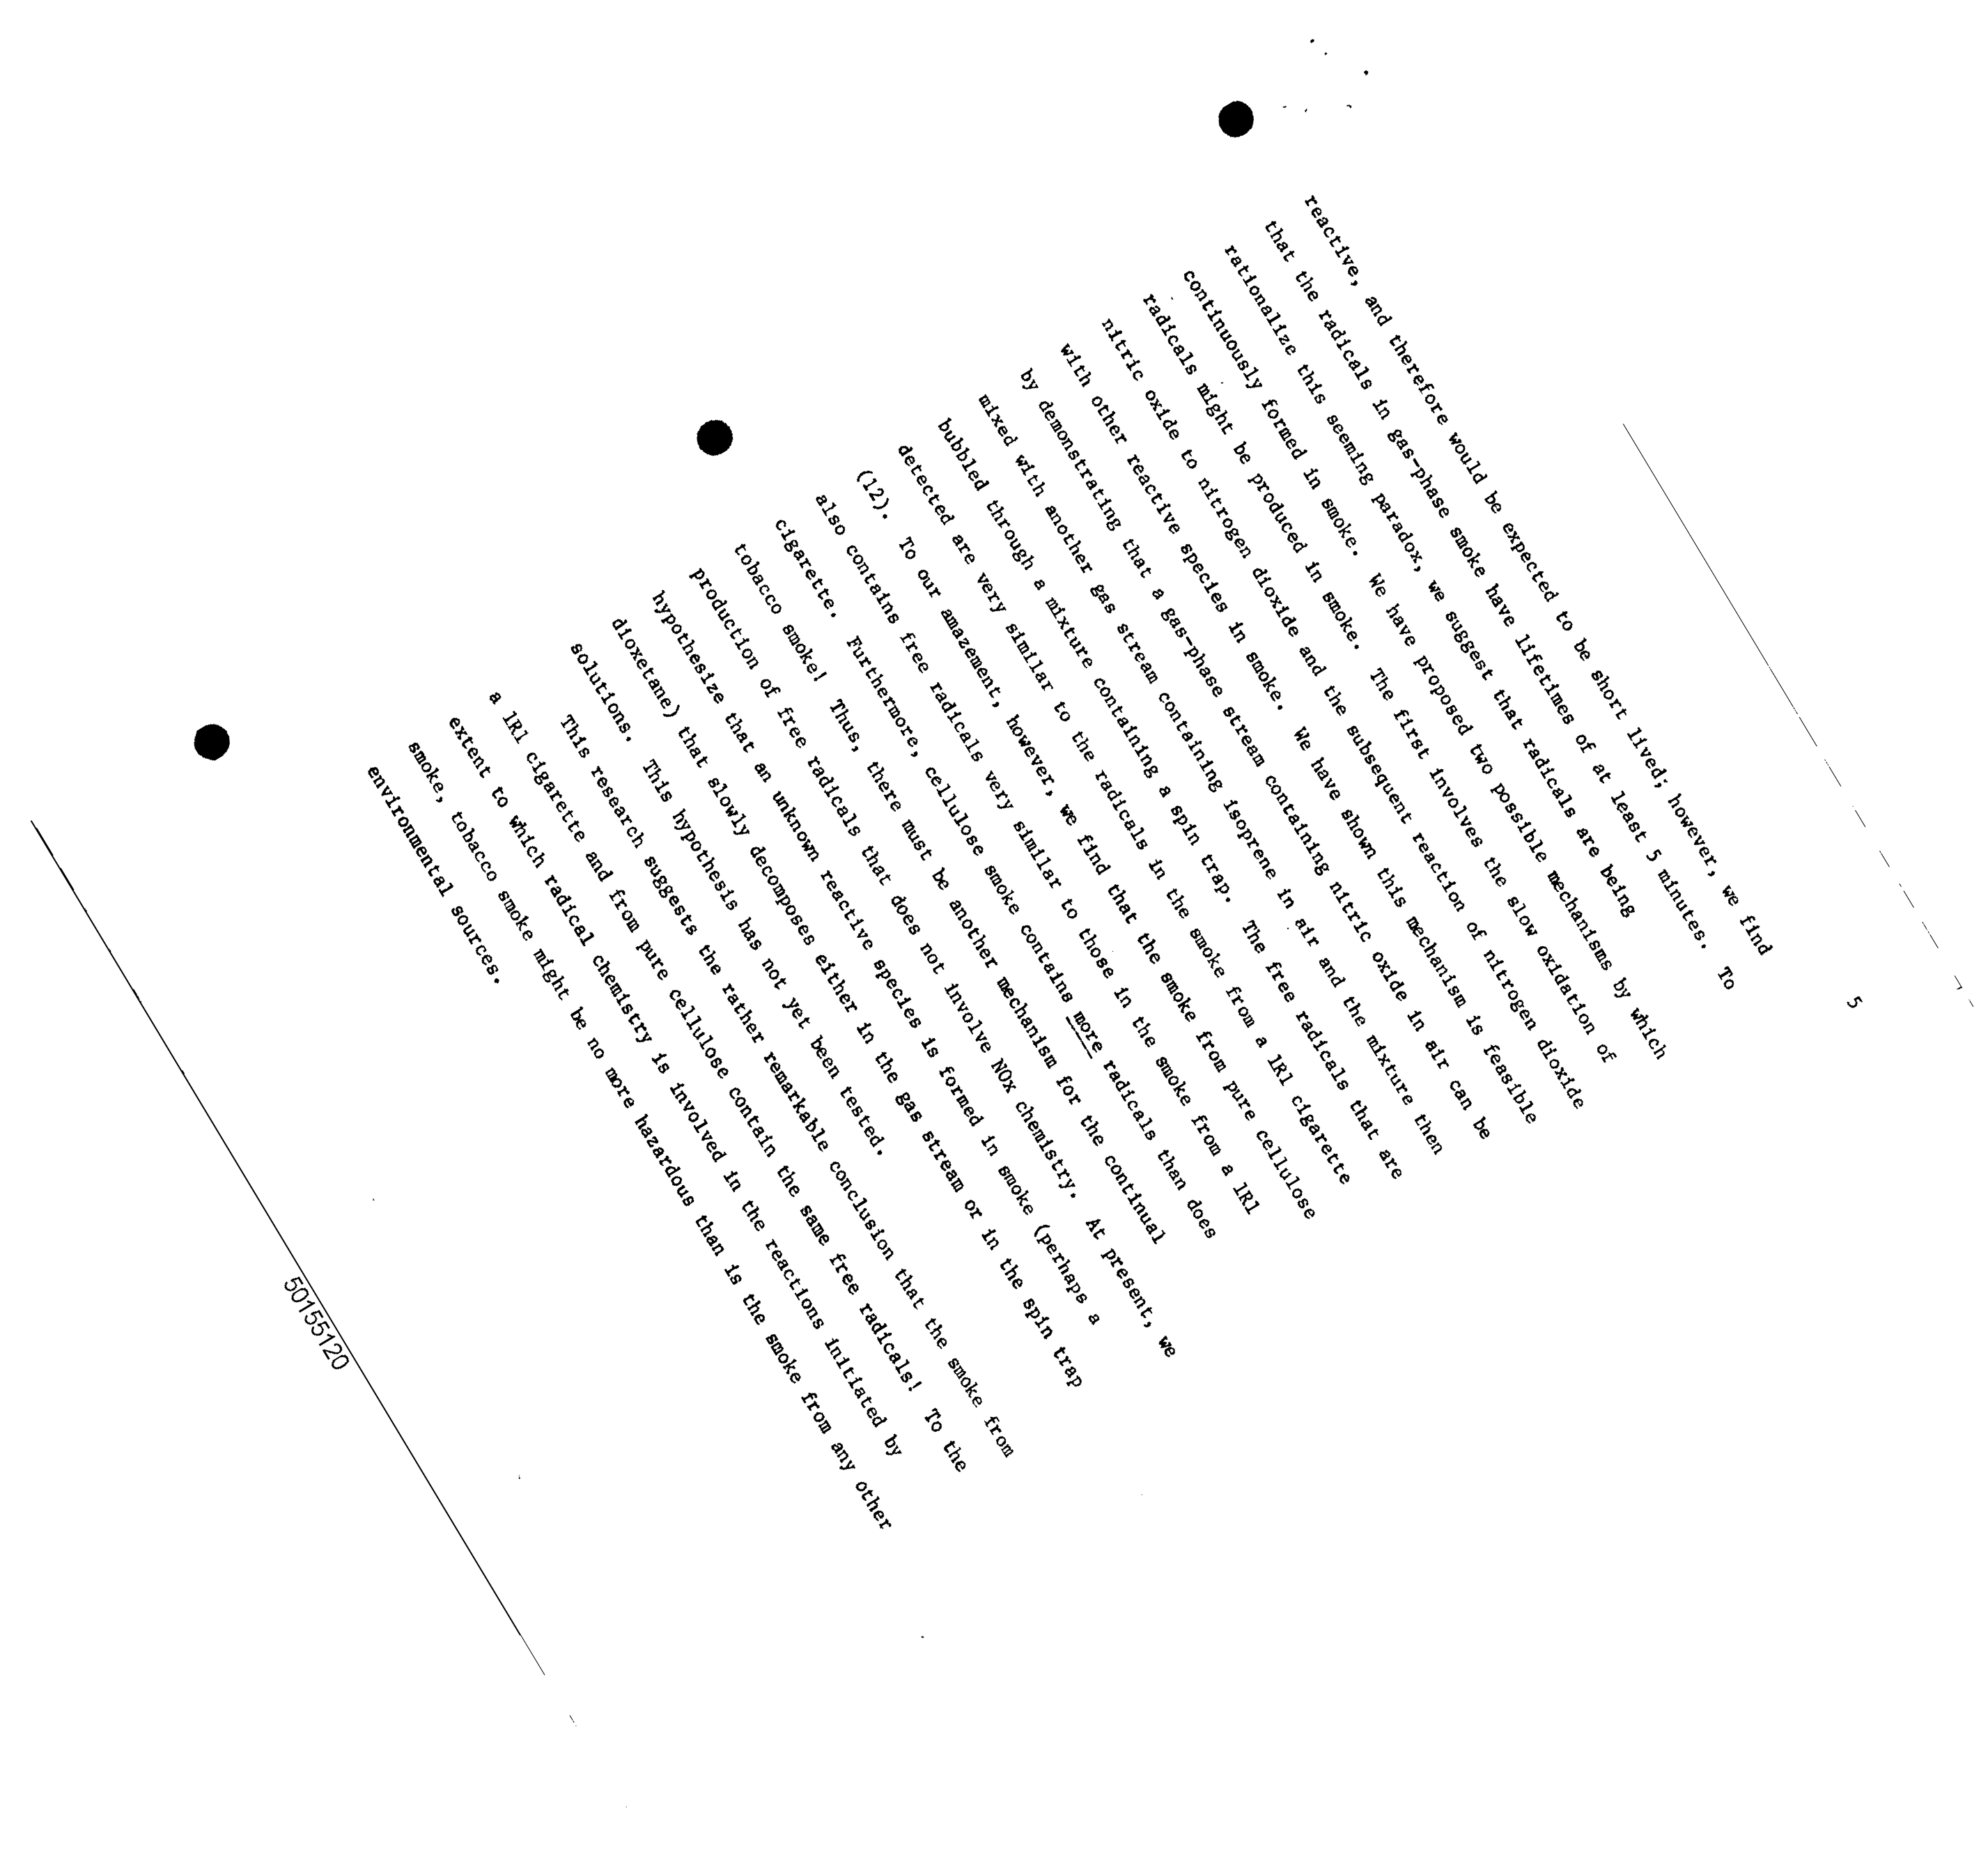 5
reactive, and therefore would be expected to be short lived; however, we find
that the radicals in gas-phase smoke have lifetimes of at least 5 minutes. To
rationalize this seeming paradox, we suggest that radicals are being
continuously formed in smoke. We have proposed two possible mechanisms by which
radicals might be produced in smoke. The first involves the slow oxidation of
nitric oxide to nitrogen dioxide and the subsequent reaction of nitrogen dioxide
with other reactive species in smoke. We have shown this mechanism is feasible
by demonstrating that a gas-phase stream containing nitric oxide in air can be
mixed with another gas stream containing isoprene in air and the mixture then
bubbled through a mixture containing a spin trap. The free radicals that are
detected are very similar to the radicals in the smoke from a 1R1 cigarette
(12). To our amazement, however, we find that the smoke from pure cellulose
also contains free radicals very similar to those in the smoke from a 1R1
cigarette. Furthermore, cellulose smoke contains more radicals than does
tobacco smoke! Thus, there must be another mechanism for the continual
production of free radicals that does not involve NOx chemistry. At present, we
hypothesize that an unknown reactive species is formed in smoke (perhaps a
dioxetane) that slowly decomposes either in the gas stream or in the spin trap
solutions. This hypothesis has not yet been tested.
This research suggests the rather remarkable conclusion that the smoke from
a 1R1 cigarette and from pure cellulose contain the same free radicals! To the
extent to which radical chemistry is involved in the reactions initiated by
smoke, tobacco smoke might be no more hazardous than is the smoke from any other
environmental sources.
50155120